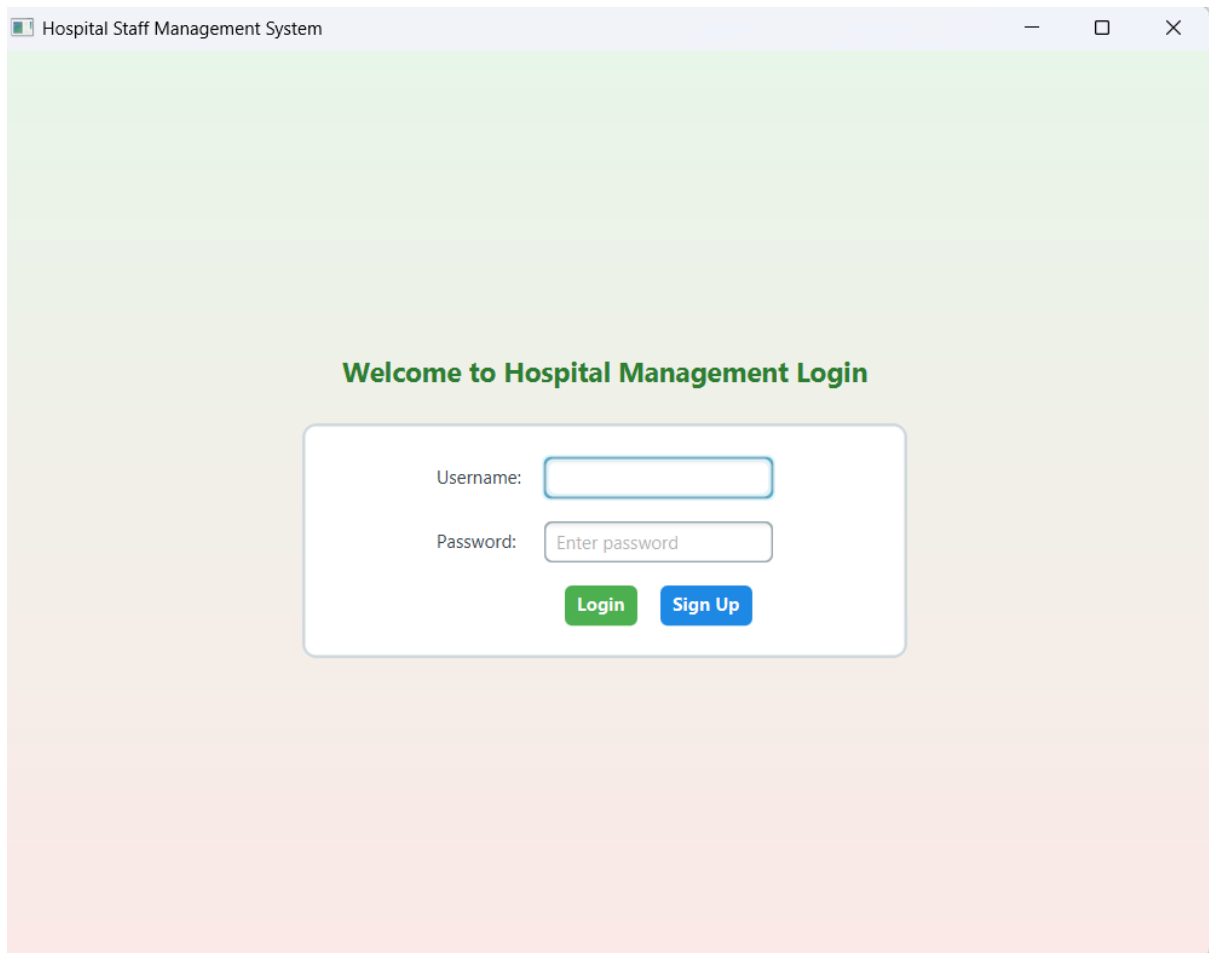 Hospital Staff Management System
Welcome to Hospital Management Login
Username:
Password: Enter password
Login Sign Up